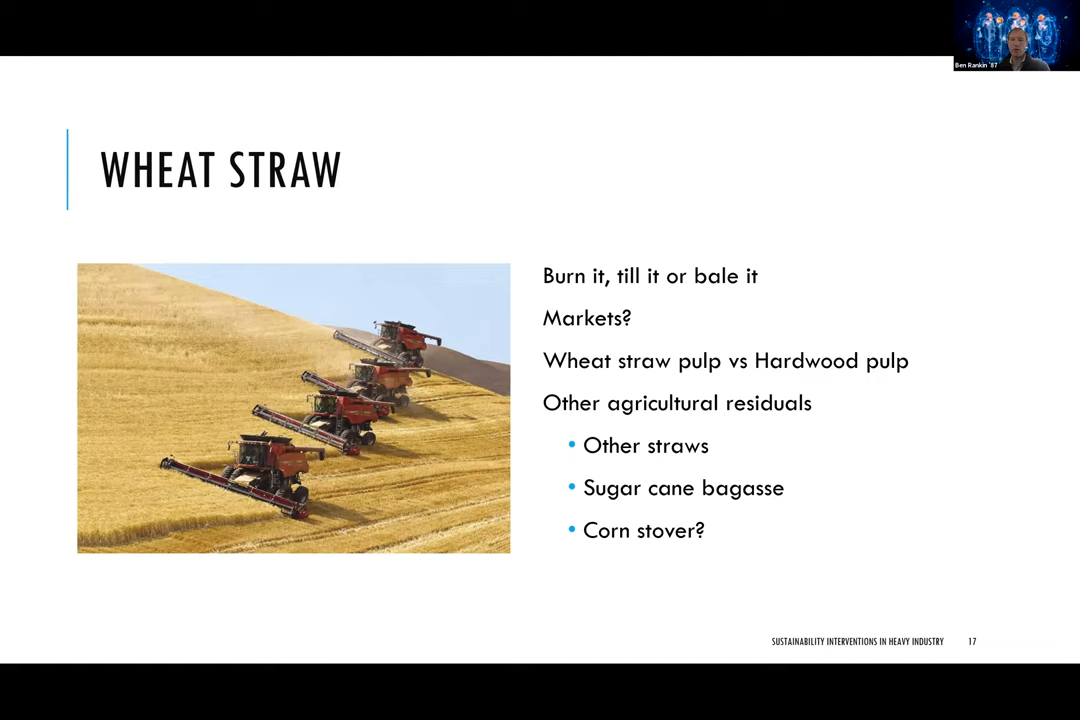 Ben Rankin '87
WHEAT STRAW
Burn it, till it or bale it
Markets?
Wheat straw pulp vs Hardwood pulp
Other agricultural residuals
• Other straws
• Sugar cane bagasse
• Corn stover?
SUSTAINABILITY INTERVENTIONS IN HEAVY INDUSTRY 17